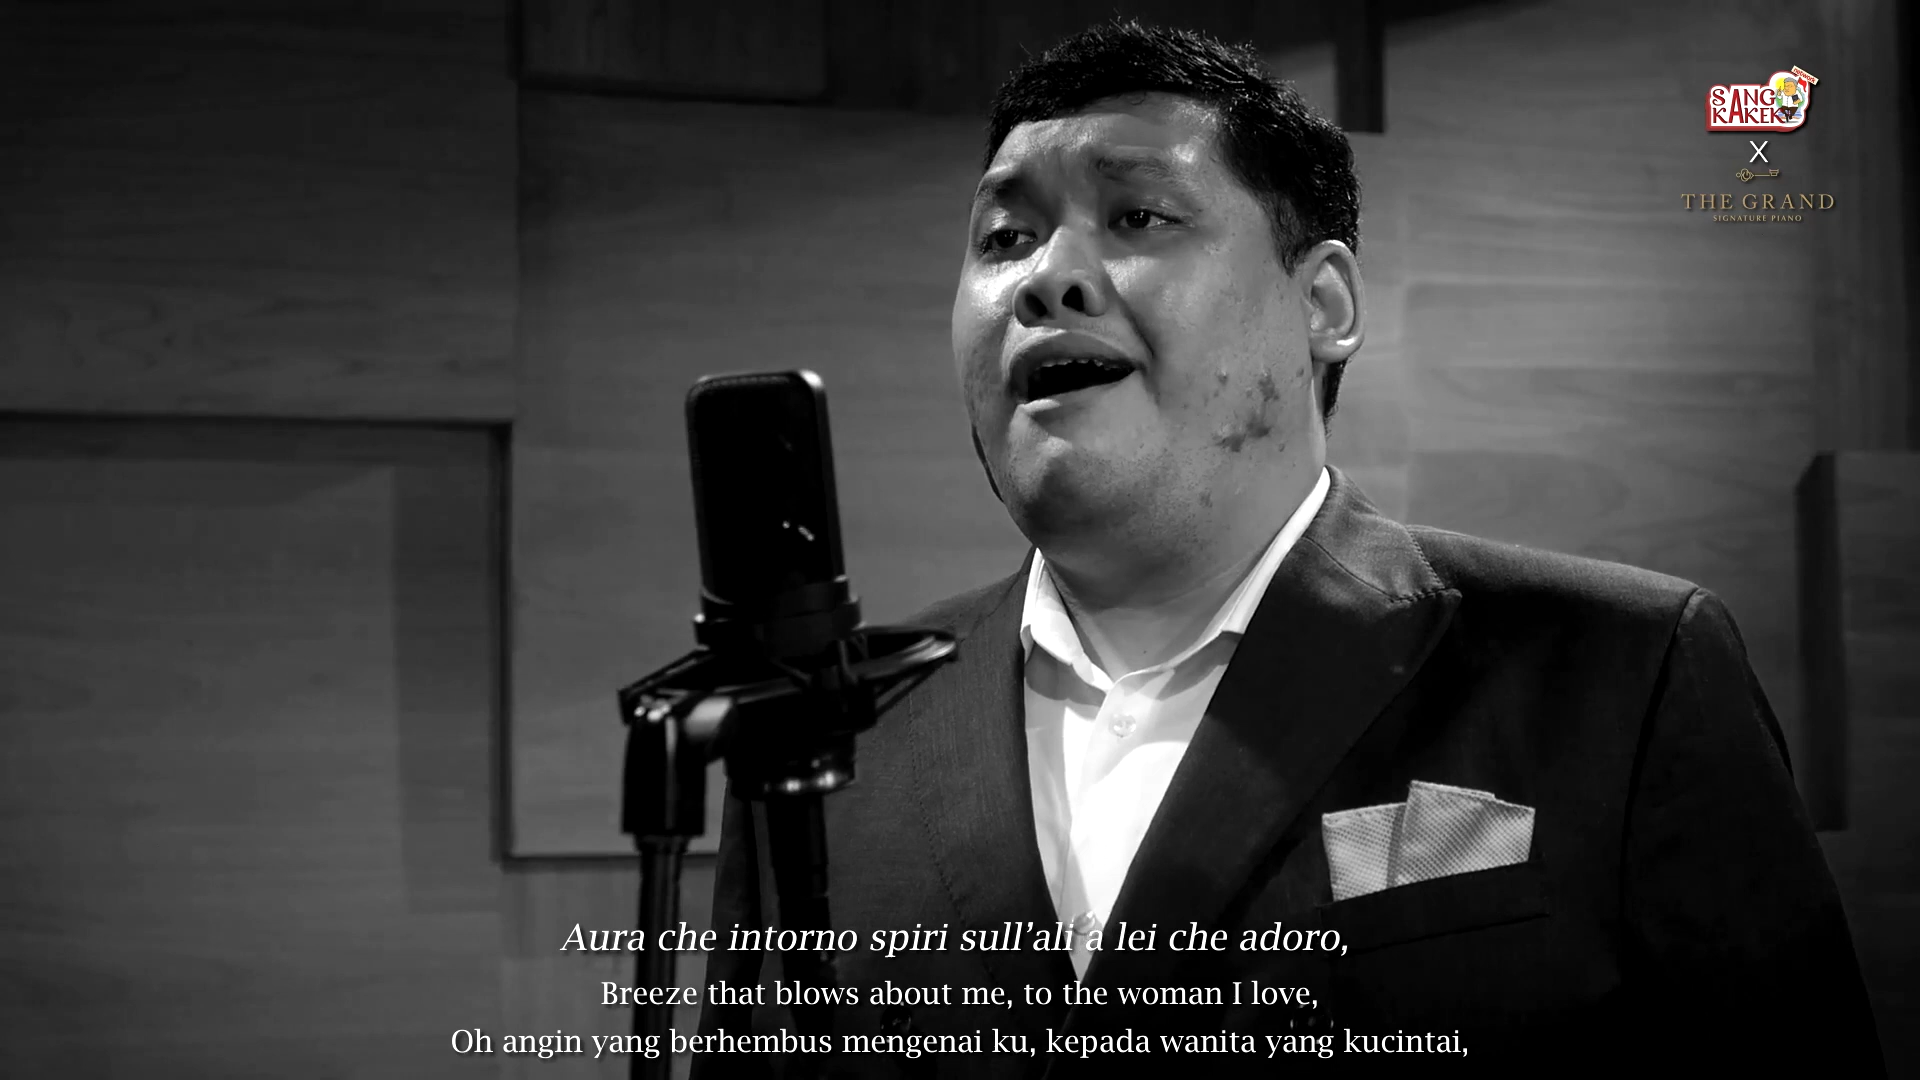 network
SANG
KAKEK
X
THE GRAND
SIGNATURE PIANO
Aura che intorno spiri sull’ali a lei che adoro,
Breeze that blows about me, to the woman I love,
Oh angin yang berhembus mengenai ku, kepada wanita yang kucintai,